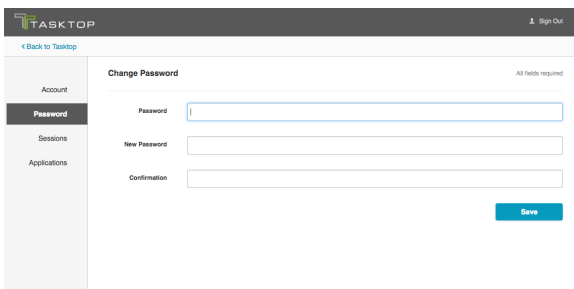 TASKTOP
Sign Out
< Back to Tasktop
Change Password
All fields required
Account
Password
Sessions
Applications
Password
New Password
Confirmation
Save